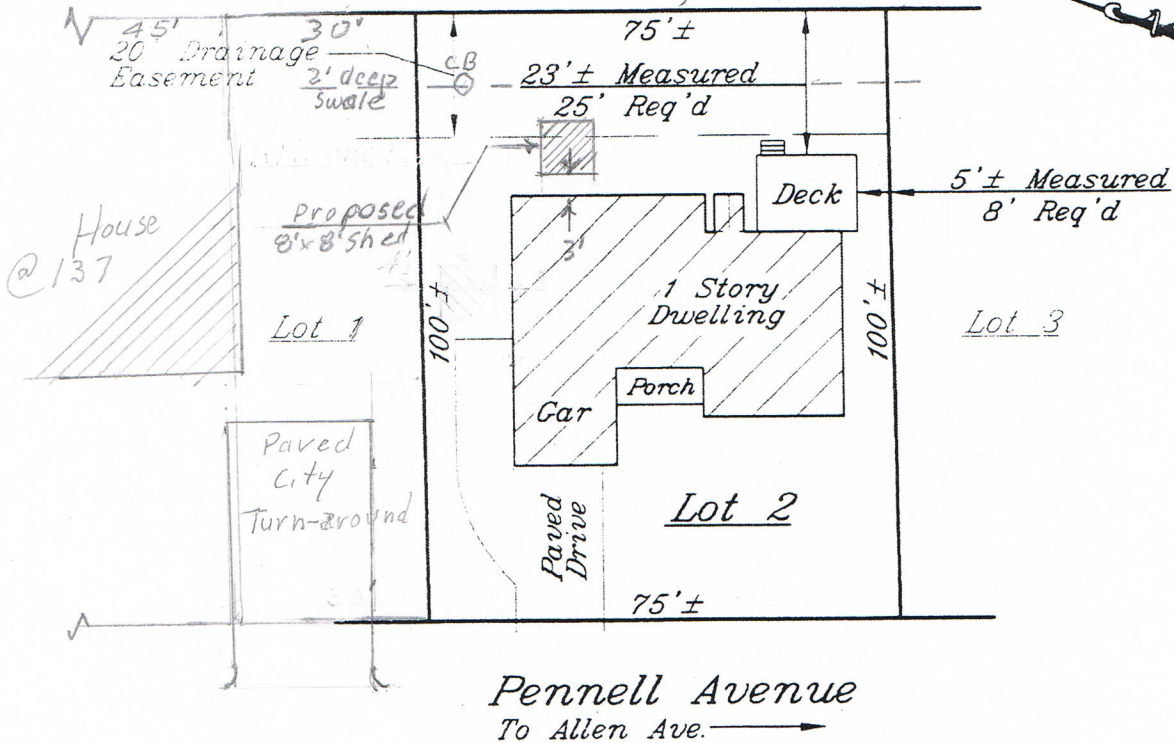 45'
30'
75'±
20' Drainage
Easement
2' deep
Swale
CB
23'± Measured
25' Req'd
Proposed
8'x8' Shed
3'
Deck
5'± Measured
8' Req'd
House
@ 137
Lot 1
100'±
1 Story
Dwelling
100'±
Lot 3
Porch
Gar
Paved
City
Turn-around
Paved
Drive
Lot 2
75'±
Pennell Avenue
To Allen Ave.